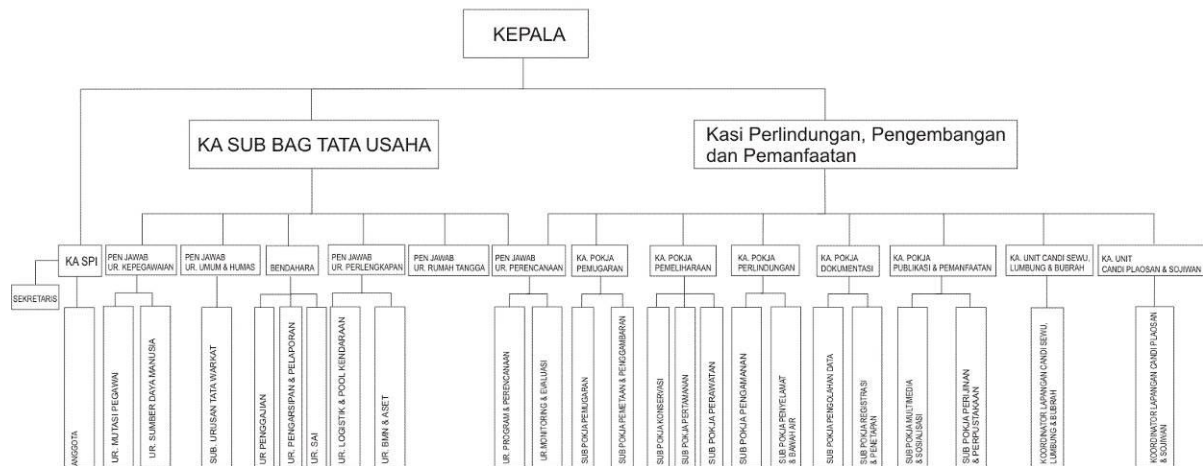 KEPALA
KA SUB BAG TATA USAHA
Kasi Perlindungan, Pengembangan
dan Pemanfaatan
KA SPI
PEN JAWAB
UR. KEPEGAWAIAN
PEN JAWAB
UR. UMUM & HUMAS
BENDAHARA
PEN JAWAB
UR. PERLENGKAPAN
PEN JAWAB
UR. RUMAH TANGGA
PEN JAWAB
UR. PERENCANAAN
KA. POKJA
PEMUGARAN
KA. POKJA
PEMELIHARAAN
KA. POKJA
PERLINDUNGAN
KA. POKJA
DOKUMENTASI
KA. POKJA
PUBLIKASI & PEMANFAATAN
KA. UNIT CANDI SEWU,
LUMBUNG & BUBRAH
KA. UNIT
CANDI PLAOSAN & SOJIWAN
SEKRETARIS
ANGGOTA
UR. MUTASI PEGAWAI
UR. SUMBER DAYA MANUSIA
SUB. URUSAN TATA WARKAT
UR PENGGAJIAN
UR. PENGARSIPAN & PELAPORAN
UR. SAI
UR. LOGISTIK & POOL KENDARAAN
UR. BMN & ASET
UR. PROGRAM & PERENCANAAN
UR. MONITORING & EVALUASI
SUB POKJA PEMUGARAN
SUB POKJA PEMETAAN & PENGGAMBARAN
SUB POKJA KONSERVASI
SUB POKJA PERTAMANAN
SUB POKJA PERAWATAN
SUB POKJA PENGAMANAN
SUB POKJA PENYELAMAT
& BAWAH AIR
SUB POKJA PENGOLAHAN DATA
SUB POKJA REGISTRASI
& PENETAPAN
SUB POKJA MULTIMEDIA
& SOSIALISASI
SUB POKJA PERIJINAN
& PERPUSTAKAAN
KOORDINATOR LAPANGAN CANDI SEWU,
LUMBUNG & BUBRAH
KOORDINATOR LAPANGAN CANDI PLAOSAN
& SOJIWAN